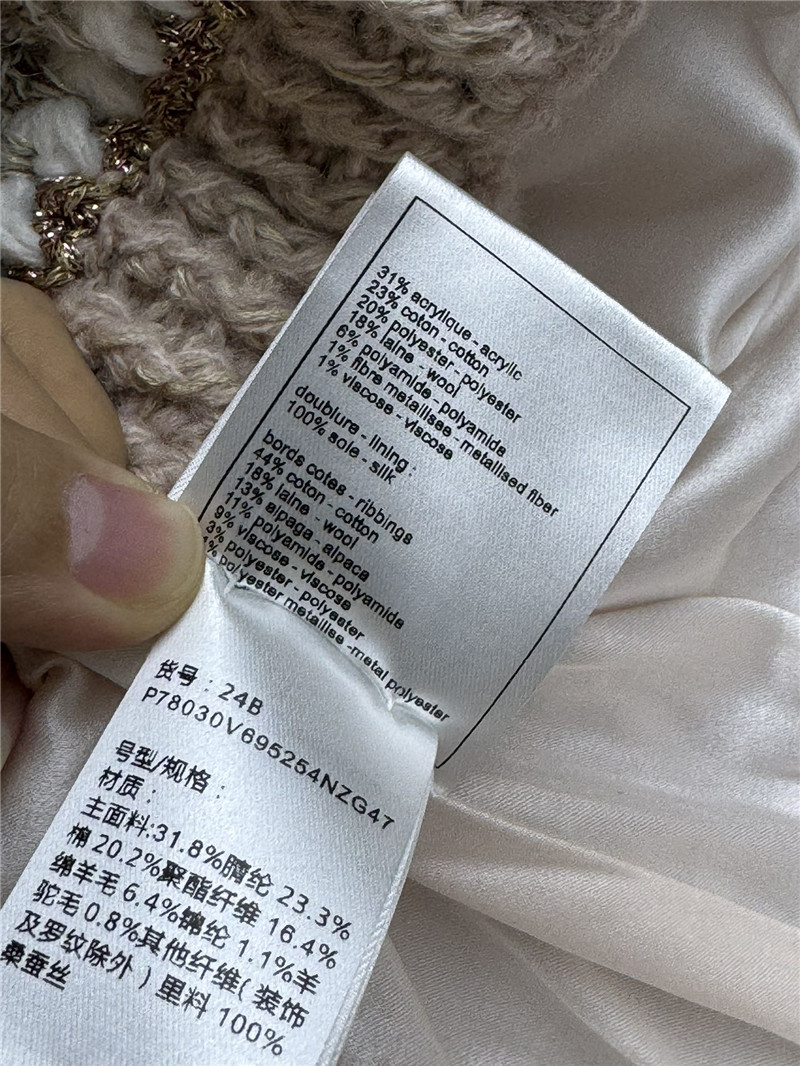 31% acrylique - acrylic
23% coton - cotton
20% polyester - polyester
18% laine - wool
6% polyamide - polyamide
1% fibre metallisee - metallised fiber
1% viscose - viscose
doublure - lining :
100% soie - silk
bords cotes - ribbings
44% coton - cotton
18% laine - wool
13% alpaga - alpaca
11% polyamide - polyamide
9% viscose - viscose
3% polyester - polyester
1% polyester metallise -metal polyester
货号：24B
P78030V695254NZG47
号型/规格：
材质：
主面料:31.8%腈纶 23.3%
棉 20.2%聚酯纤维 16.4%
绵羊毛 6.4%锦纶 1.1%羊
驼毛 0.8%其他纤维( 装饰
及罗纹除外 ) 里料 100%
桑蚕丝